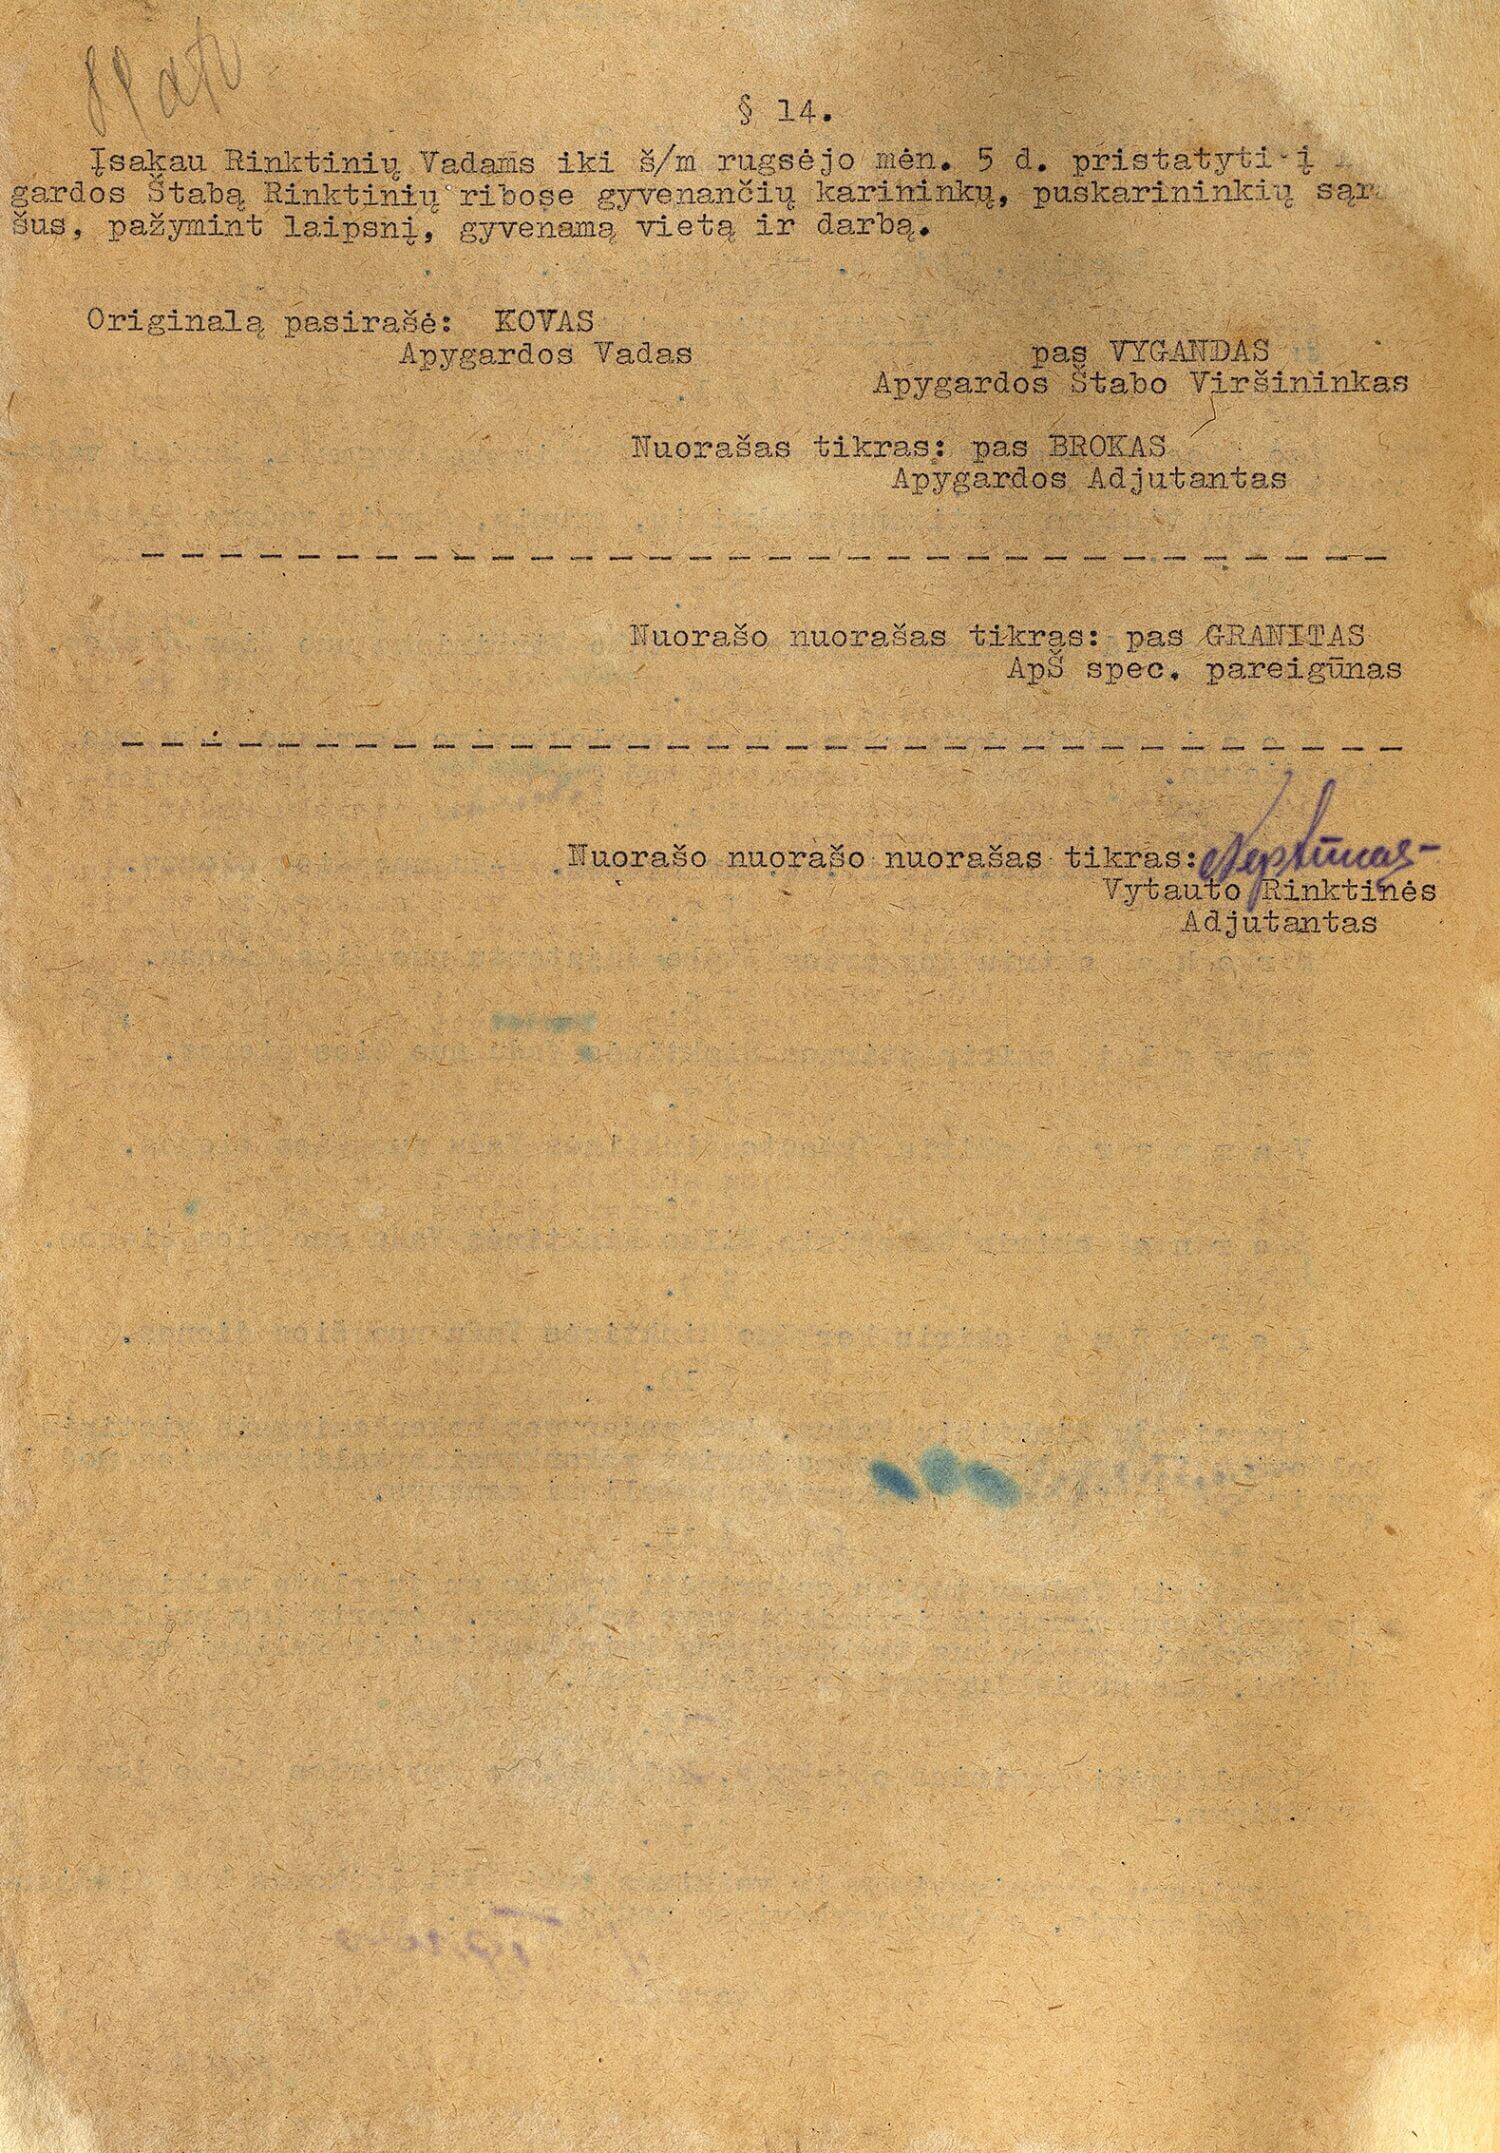 § 14.
Įsakau Rinktinių Vadams iki š/m rugsėjo mėn. 5 d. pristatyti į
gardos Štabą Rinktinių ribose gyvenančių karininkų, puskarininkių sąr
šus, pažymint laipsnį, gyvenamą vietą ir darbą.
Originalą pasirašė: KOVAS
Apygardos Vadas
pas VYGANDAS
Apygardos Štabo Viršininkas
Nuorašas tikras: pas BROKAS
Apygardos Adjutantas
Nuorašo nuorašas tikras: pas GRANITAS
ApŠ spec. pareigūnas
Nuorašo nuorašo nuorašas tikras: Neptūnas
Vytauto Rinktinės
Adjutantas